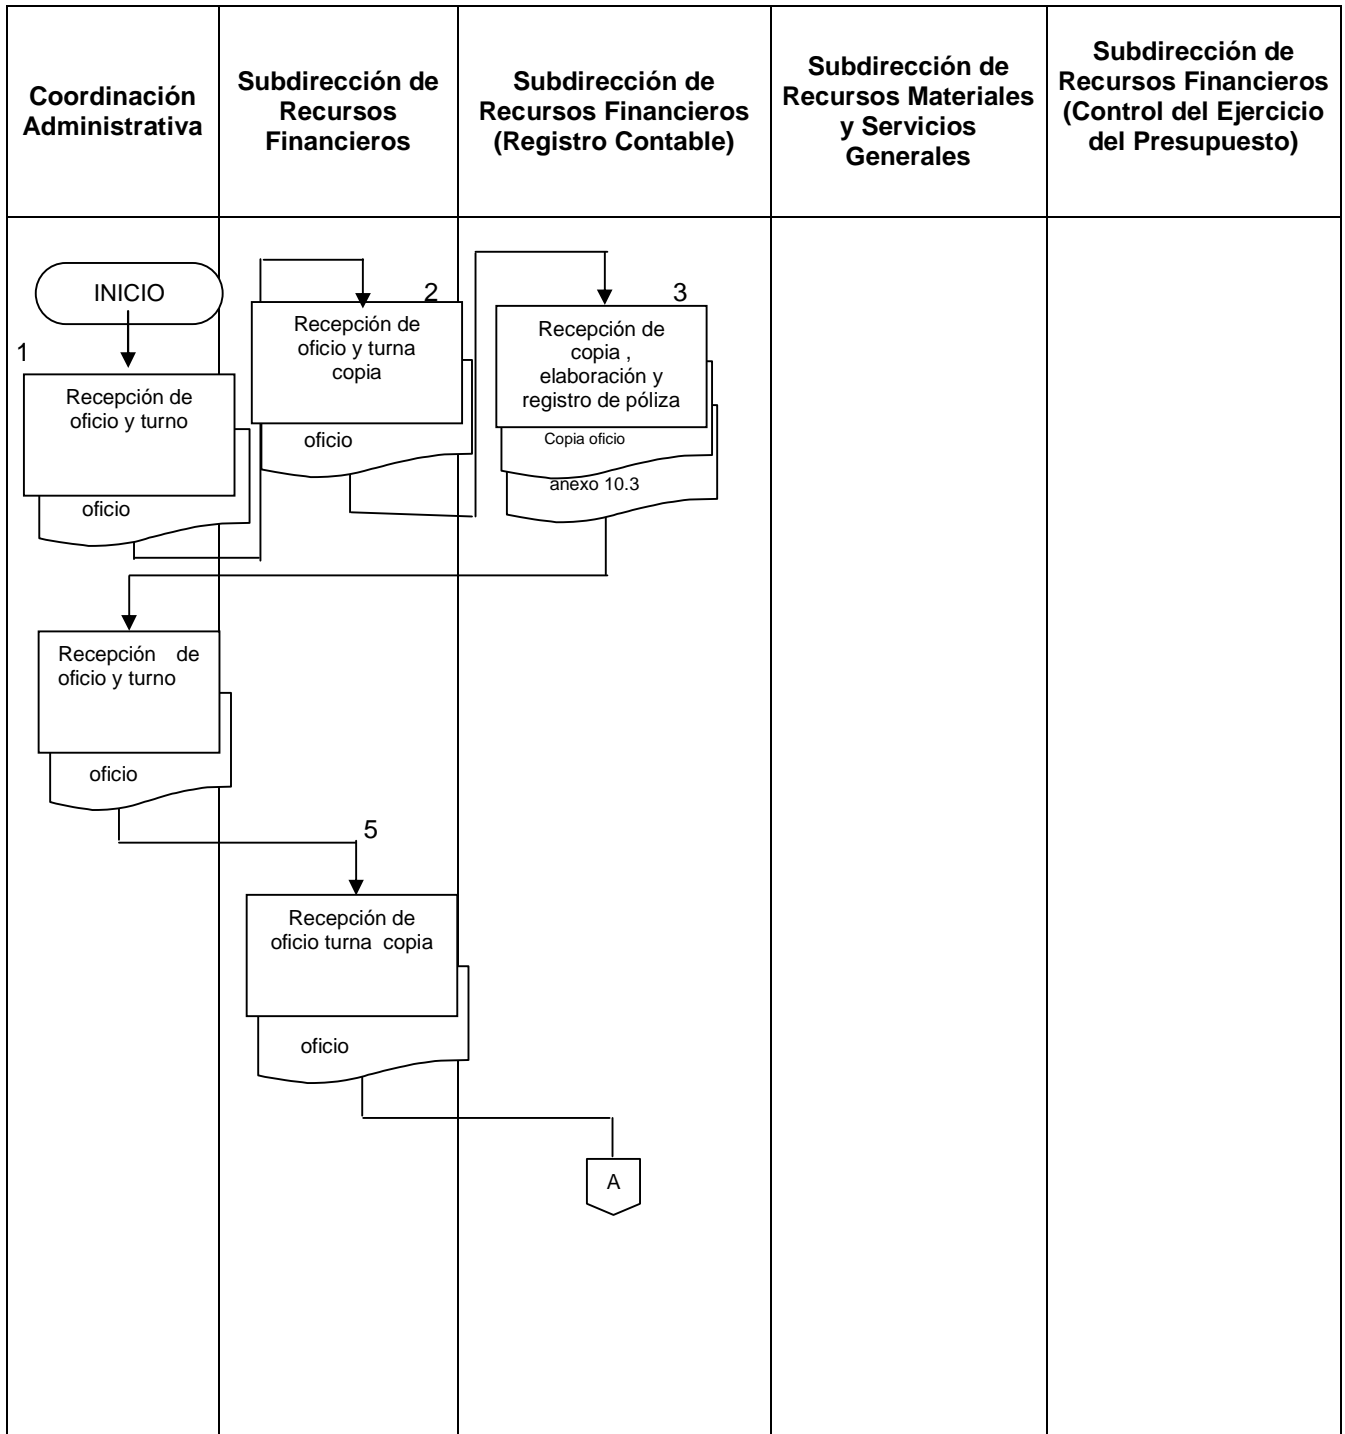 Coordinación
Administrativa
Subdirección de
Recursos
Financieros
Subdirección de
Recursos Financieros
(Registro Contable)
Subdirección de
Recursos Materiales
y Servicios
Generales
Subdirección de
Recursos Financieros
(Control del Ejercicio
del Presupuesto)
INICIO
1
Recepción de
oficio y turno
oficio
2
Recepción de
oficio y turna
copia
oficio
3
Recepción de
copia ,
elaboración y
registro de póliza
Copia oficio
anexo 10.3
Recepción de
oficio y turno
oficio
5
Recepción de
oficio turna copia
oficio
A